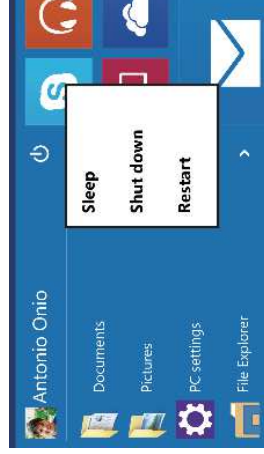 Antonio Onio
Documents
Pictures
PC settings
File Explorer
Sleep
Shut down
Restart